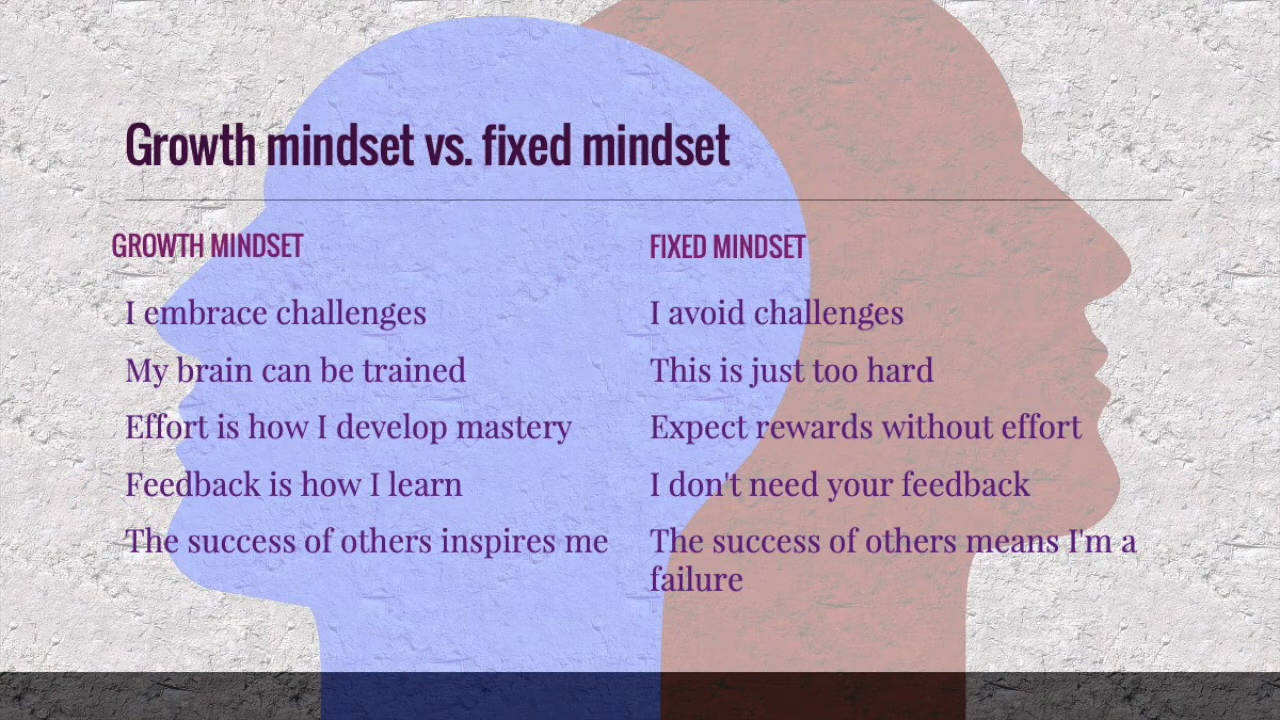 Growth mindset vs. fixed mindset
GROWTH MINDSET
I embrace challenges
My brain can be trained
Effort is how I develop mastery
Feedback is how I learn
The success of others inspires me
FIXED MINDSET
I avoid challenges
This is just too hard
Expect rewards without effort
I don't need your feedback
The success of others means I'm a
failure